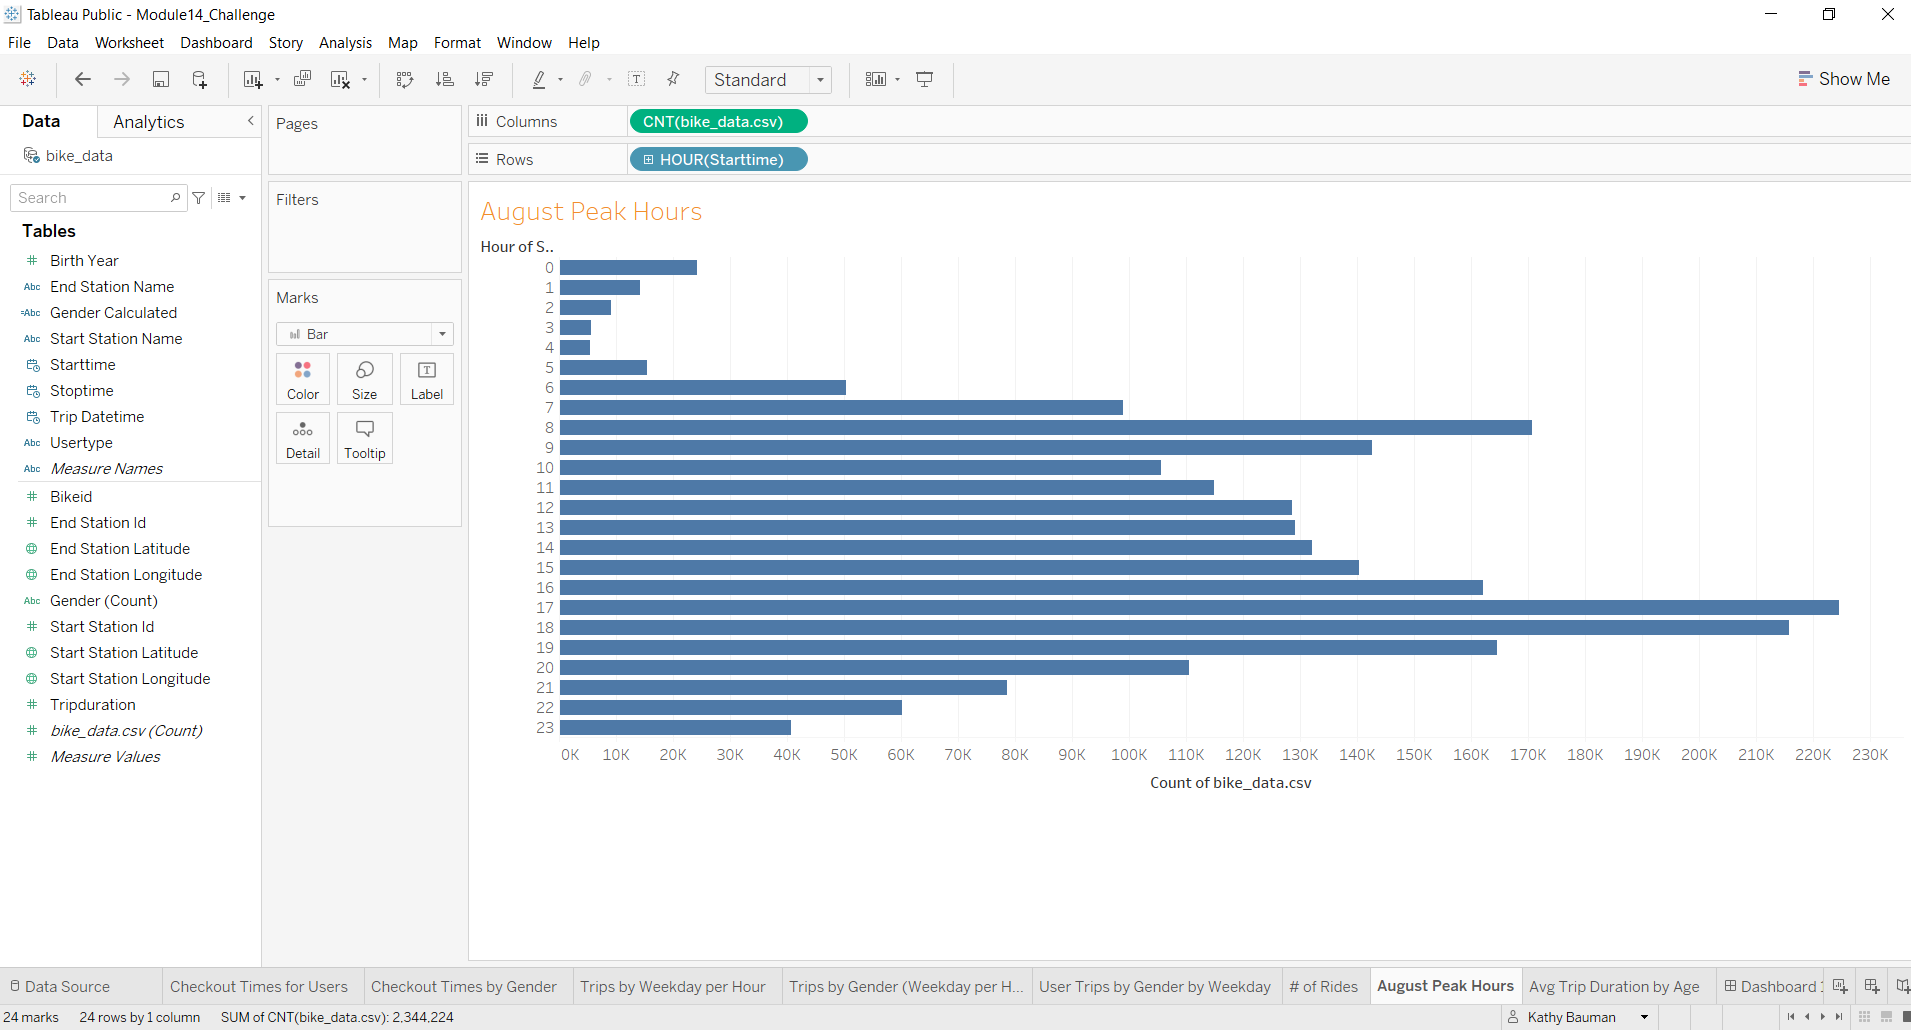 Tableau Public - Module14_Challenge
File Data Worksheet Dashboard Story Analysis Map Format Window Help
Standard
Show Me
Data
Analytics
bike_data
Search
Tables
# Birth Year
Abc End Station Name
=Abc Gender Calculated
Abc Start Station Name
Starttime
Stoptime
Trip Datetime
Abc Usertype
Abc Measure Names
# Bikeid
# End Station Id
End Station Latitude
End Station Longitude
Abc Gender (Count)
# Start Station Id
Start Station Latitude
Start Station Longitude
# Tripduration
# bike_data.csv (Count)
# Measure Values
Pages
Filters
Marks
Bar
Color
Size
T
Label
Detail
Tooltip
Columns
CNT(bike_data.csv)
Rows
HOUR(Starttime)
August Peak Hours
Hour of S..
0
1
2
3
4
5
6
7
8
9
10
11
12
13
14
15
16
17
18
19
20
21
22
23
0K 10K 20K 30K 40K 50K 60K 70K 80K 90K 100K 110K 120K 130K 140K 150K 160K 170K 180K 190K 200K 210K 220K 230K
Count of bike_data.csv
Data Source
Checkout Times for Users
Checkout Times by Gender
Trips by Weekday per Hour
Trips by Gender (Weekday per H...
User Trips by Gender by Weekday
# of Rides
August Peak Hours
Avg Trip Duration by Age
Dashboard 1
24 marks 24 rows by 1 column SUM of CNT(bike_data.csv): 2,344,224
Kathy Bauman